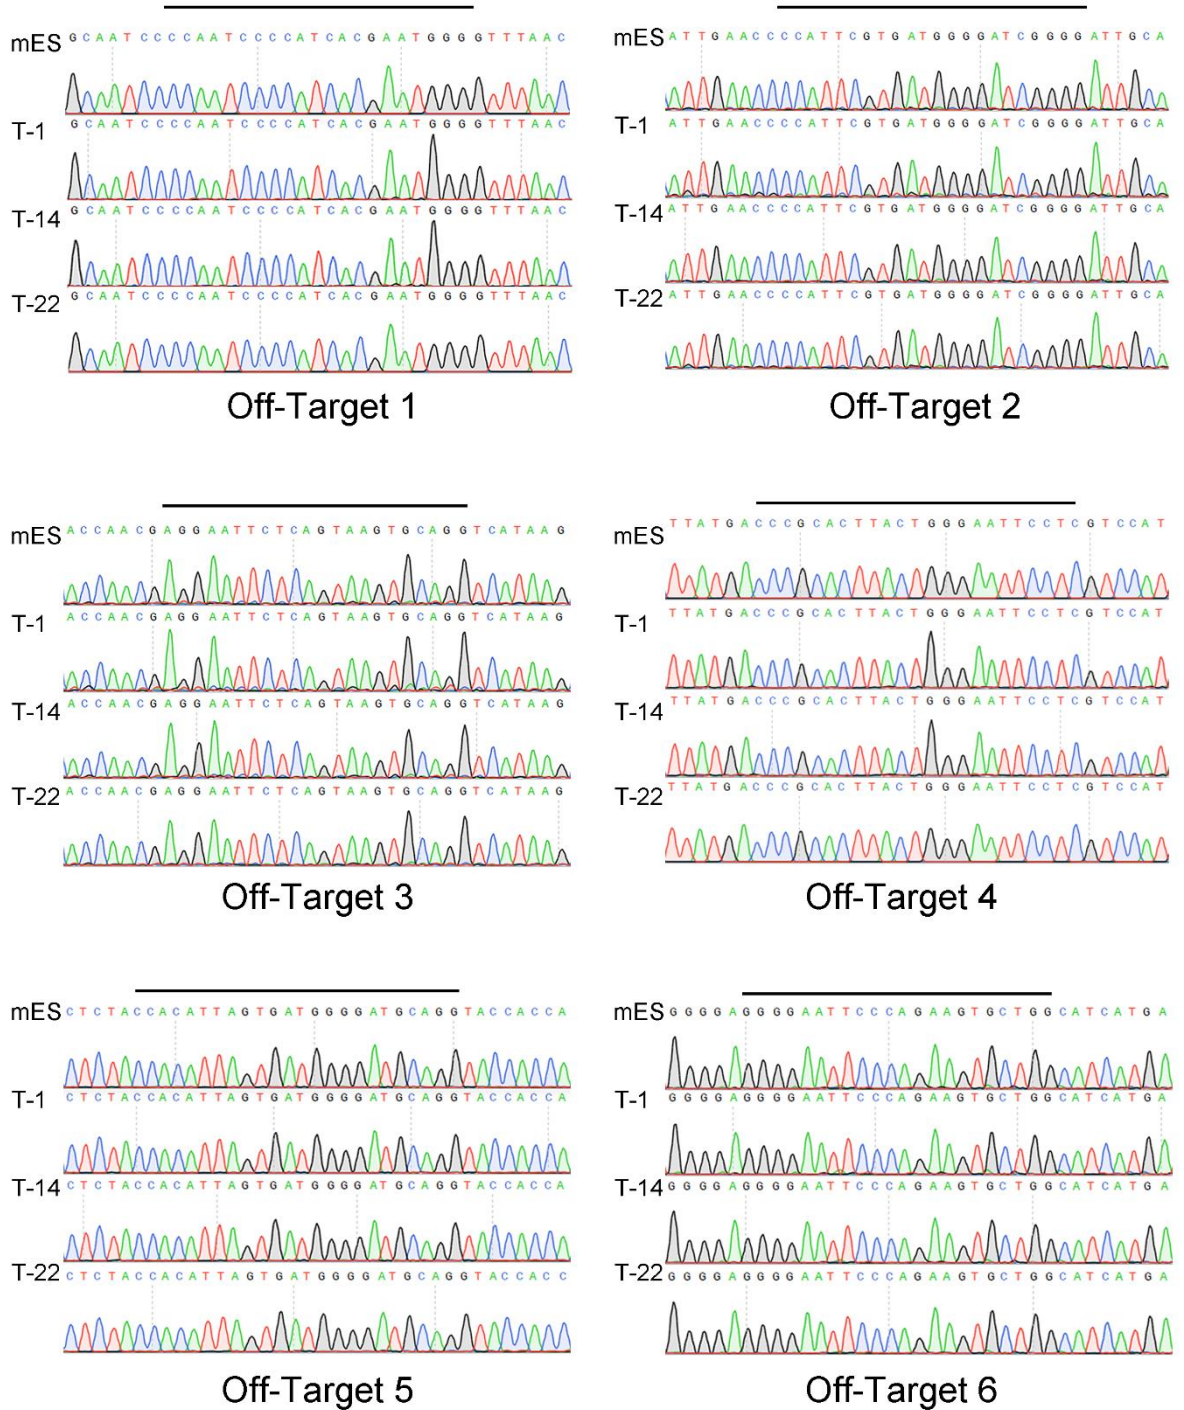 mES GCAATCCCCAATCCCCATCACGAATGGGGTTTAAC
T-1 GCAATCCCCAATCCCCATCACGAATGGGGTTTAAC
T-14 GCAATCCCCAATCCCCATCACGAATGGGGTTTAAC
T-22 GCAATCCCCAATCCCCATCACGAATGGGGTTTAAC
Off-Target 1
mES ATTGAACCCCATTCGTGATGGGGATCGGGGATTGCA
T-1 ATTGAACCCCATTCGTGATGGGGATCGGGGATTGCA
T-14 ATTGAACCCCATTCGTGATGGGGATCGGGGATTGCA
T-22 ATTGAACCCCATTCGTGATGGGGATCGGGGATTGCA
Off-Target 2
mES ACCAACGAGGAATTCTCAGTAAGTGCAGGTCATAAG
T-1 ACCAACGAGGAATTCTCAGTAAGTGCAGGTCATAAG
T-14 ACCAACGAGGAATTCTCAGTAAGTGCAGGTCATAAG
T-22 ACCAACGAGGAATTCTCAGTAAGTGCAGGTCATAAG
Off-Target 3
mES TTATGACCCGCACTTACTGGGAATTCCTCGTCCAT
T-1 TTATGACCCGCACTTACTGGGAATTCCTCGTCCAT
T-14 TTATGACCCGCACTTACTGGGAATTCCTCGTCCAT
T-22 TTATGACCCGCACTTACTGGGAATTCCTCGTCCAT
Off-Target 4
mES CTCTACCACATTAGTGATGGGGATGCAGGTACCACCA
T-1 CTCTACCACATTAGTGATGGGGATGCAGGTACCACCA
T-14 CTCTACCACATTAGTGATGGGGATGCAGGTACCACCA
T-22 CTCTACCACATTAGTGATGGGGATGCAGGTACCACC
Off-Target 5
mES GGGGAGGGGAATTCCCAGAAGTGCTGGCATCATGA
T-1 GGGGAGGGGAATTCCCAGAAGTGCTGGCATCATGA
T-14 GGGGAGGGGAATTCCCAGAAGTGCTGGCATCATGA
T-22 GGGGAGGGGAATTCCCAGAAGTGCTGGCATCATGA
Off-Target 6